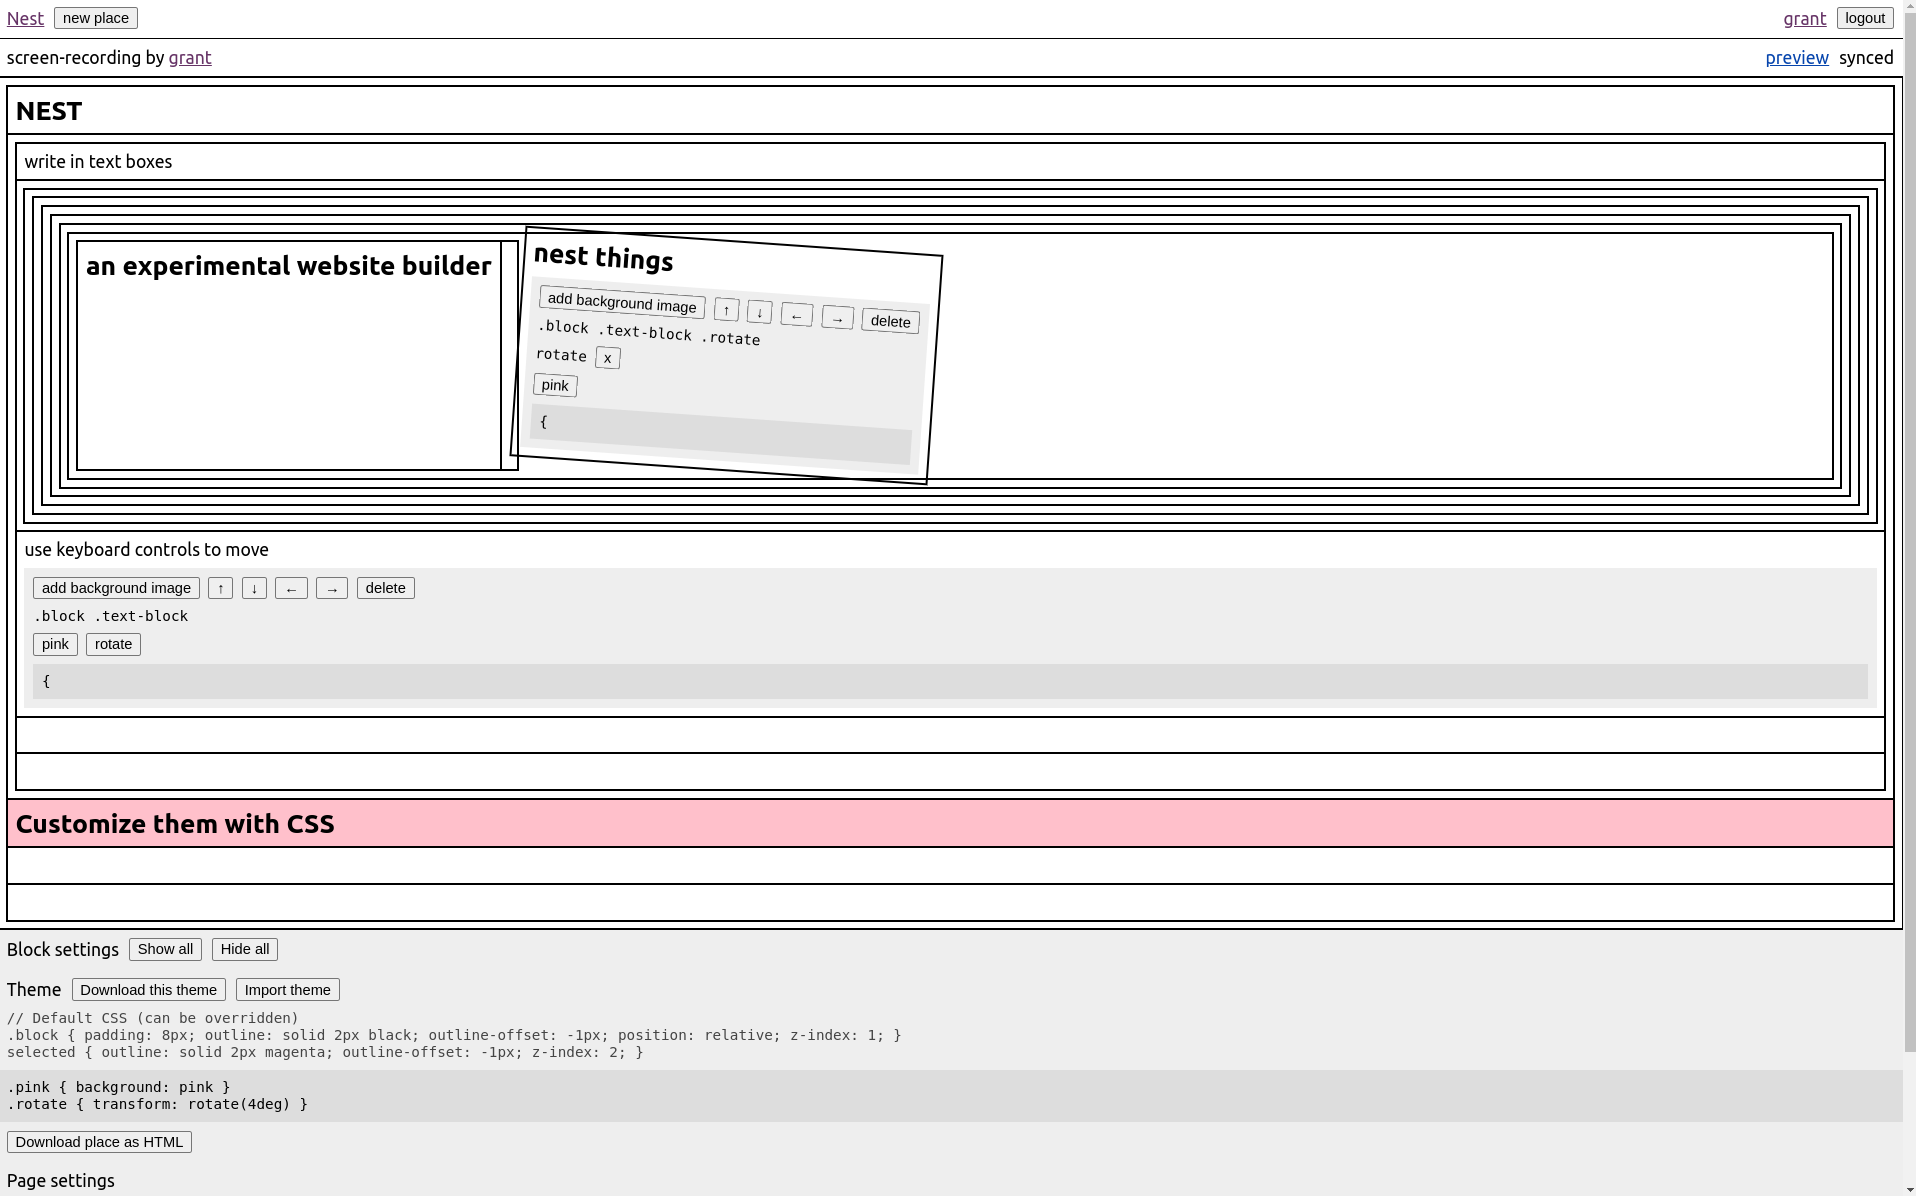 Nest new place grant logout
screen-recording by grant preview synced
NEST
write in text boxes
an experimental website builder
nest things
add background image ↑ ↓ ← → delete
.block .text-block .rotate
rotate x
pink
{
use keyboard controls to move
add background image ↑ ↓ ← → delete
.block .text-block
pink rotate
{
Customize them with CSS
Block settings Show all Hide all
Theme Download this theme Import theme
// Default CSS (can be overridden)
.block { padding: 8px; outline: solid 2px black; outline-offset: -1px; position: relative; z-index: 1; }
selected { outline: solid 2px magenta; outline-offset: -1px; z-index: 2; }
.pink { background: pink }
.rotate { transform: rotate(4deg) }
Download place as HTML
Page settings